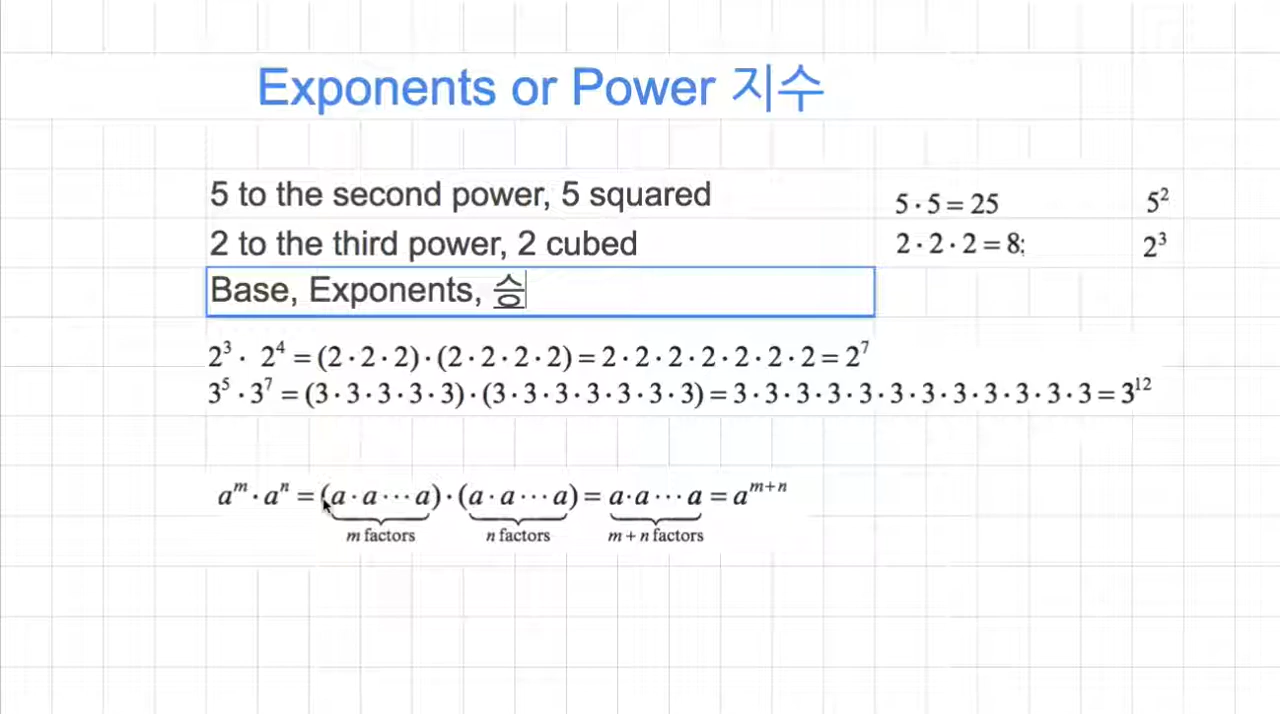 Exponents or Power 지수
5 to the second power, 5 squared 5 · 5 = 25 5²
2 to the third power, 2 cubed 2 · 2 · 2 = 8; 2³
Base, Exponents, 승
2³ · 2⁴ = (2 · 2 · 2) · (2 · 2 · 2 · 2) = 2 · 2 · 2 · 2 · 2 · 2 · 2 = 2⁷
3⁵ · 3⁷ = (3 · 3 · 3 · 3 · 3) · (3 · 3 · 3 · 3 · 3 · 3 · 3) = 3 · 3 · 3 · 3 · 3 · 3 · 3 · 3 · 3 · 3 · 3 · 3 = 3¹²
aᵐ · aⁿ = (a · a ··· a) · (a · a ··· a) = a · a ··· a = aᵐ⁺ⁿ
m factors n factors m + n factors